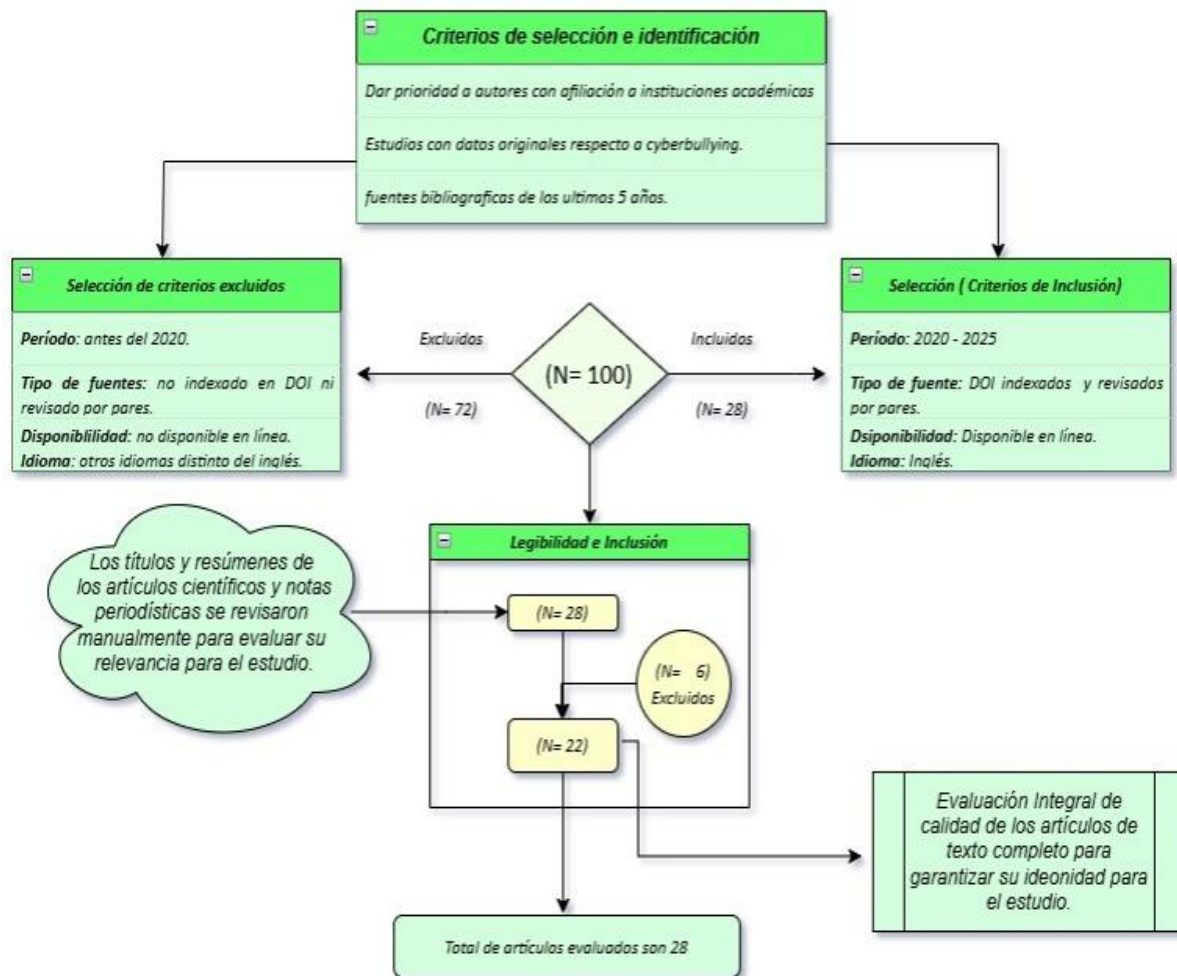 Criterios de selección e identificación
Dar prioridad a autores con afiliación a instituciones académicas
Estudios con datos originales respecto a cyberbullying.
fuentes bibliograficas de los ultimos 5 años.
Selección de criterios excluidos
Período: antes del 2020.
Tipo de fuentes: no indexado en DOI ni
revisado por pares.
Disponiblilidad: no disponible en línea.
Idioma: otros idiomas distinto del inglés.
Excluidos
(N= 72)
(N= 100)
Incluidos
(N= 28)
Selección ( Criterios de Inclusión)
Período: 2020 - 2025
Tipo de fuente: DOI indexados y revisados
por pares.
Dsiponibilidad: Disponible en línea.
Idioma: Inglés.
Los títulos y resúmenes de
los artículos científicos y notas
periodísticas se revisaron
manualmente para evaluar su
relevancia para el estudio.
Legibilidad e Inclusión
(N= 28)
(N= 6)
Excluidos
(N= 22)
Evaluación Integral de
calidad de los artículos de
texto completo para
garantizar su ideonidad para
el estudio.
Total de artículos evaluados son 28